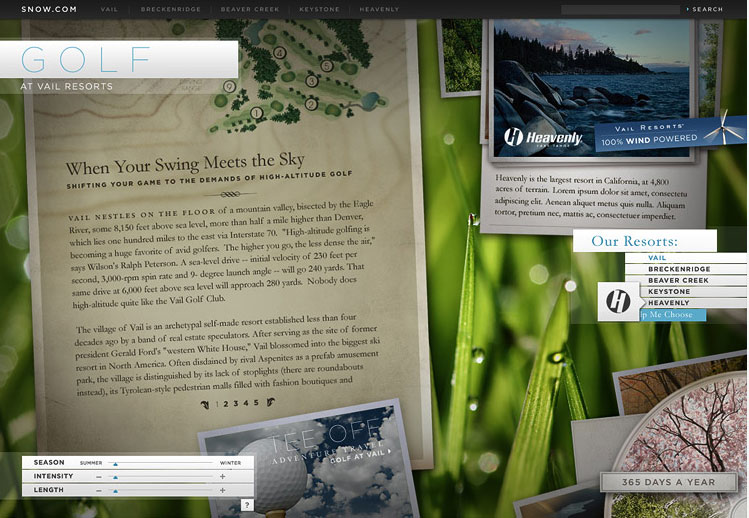 SNOW.COM VAIL BRECKENRIDGE BEAVER CREEK KEYSTONE HEAVENLY SEARCH
GOLF
AT VAIL RESORTS
4
5
9
1
3
2
When Your Swing Meets the Sky
SHIFTING YOUR GAME TO THE DEMANDS OF HIGH-ALTITUDE GOLF
VAIL NESTLES ON THE FLOOR of a mountain valley, bisected by the Eagle
River, some 8,150 feet above sea level, more than half a mile higher than Denver,
which lies one hundred miles to the east via Interstate 70. "High-altitude golfing is
becoming a huge favorite of avid golfers. The higher you go, the less dense the air,"
says Wilson's Ralph Peterson. A sea-level drive -- initial velocity of 230 feet per
second, 3,000-rpm spin rate and 9- degree launch angle -- will go 240 yards. That
same drive at 6,000 feet above sea level will approach 280 yards. Nobody does
high-altitude quite like the Vail Golf Club.
The village of Vail is an archetypal self-made resort established less than four
decades ago by a band of real estate speculators. After serving as the site of former
president Gerald Ford's "western White House," Vail blossomed into the biggest ski
resort in North America. Often disdained by rival Aspenites as a prefab amusement
park, the village is distinguished by its lack of stoplights (there are roundabouts
instead), its Tyrolean-style pedestrian malls filled with fashion boutiques and
1 2 3 4 5
TEE OFF
ADVENTURE TRAVEL
GOLF AT VAIL
SEASON SUMMER WINTER
INTENSITY − +
LENGTH − +
?
Heavenly
VAIL RESORTS'
100% WIND POWERED
Heavenly is the largest resort in California, at 4,800
acres of terrain. Lorem ipsum dolor sit amet, consectetu
adipiscing elit. Aenean aliquet metus quis nulla. Aliquam
tortor, pretium nec, mattis ac, consectetuer imperdiet.
Our Resorts:
VAIL
BRECKENRIDGE
BEAVER CREEK
KEYSTONE
HEAVENLY
lp Me Choose
365 DAYS A YEAR